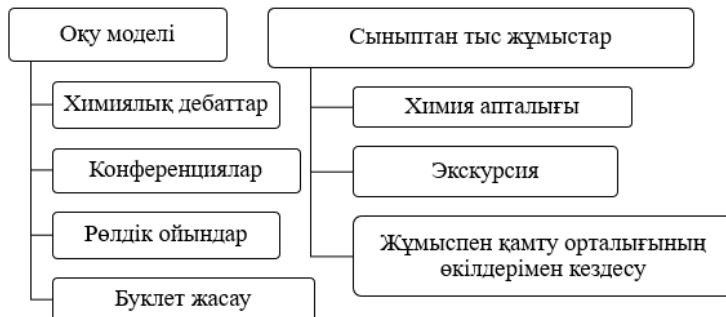 Оқу моделі
Химиялық дебаттар
Конференциялар
Рөлдік ойындар
Буклет жасау
Сыныптан тыс жұмыстар
Химия апталығы
Экскурсия
Жұмыспен қамту орталығының
өкілдерімен кездесу